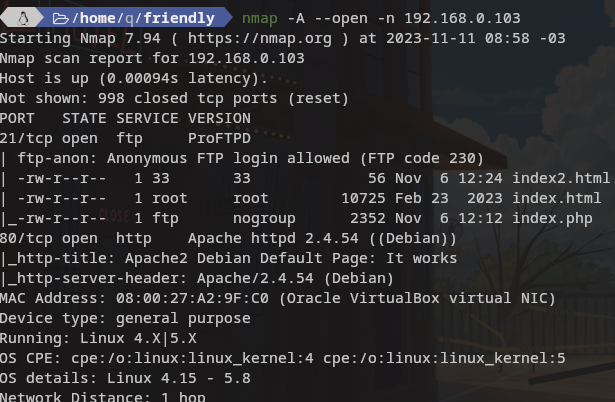 /home/q/friendly nmap -A --open -n 192.168.0.103
Starting Nmap 7.94 ( https://nmap.org ) at 2023-11-11 08:58 -03
Nmap scan report for 192.168.0.103
Host is up (0.00094s latency).
Not shown: 998 closed tcp ports (reset)
PORT   STATE SERVICE VERSION
21/tcp open  ftp     ProFTPD
| ftp-anon: Anonymous FTP login allowed (FTP code 230)
| -rw-r--r--   1 33       33             56 Nov  6 12:24 index2.html
| -rw-r--r--   1 root     root        10725 Feb 23  2023 index.html
|_-rw-r--r--   1 ftp      nogroup      2352 Nov  6 12:12 index.php
80/tcp open  http    Apache httpd 2.4.54 ((Debian))
|_http-title: Apache2 Debian Default Page: It works
|_http-server-header: Apache/2.4.54 (Debian)
MAC Address: 08:00:27:A2:9F:C0 (Oracle VirtualBox virtual NIC)
Device type: general purpose
Running: Linux 4.X|5.X
OS CPE: cpe:/o:linux:linux_kernel:4 cpe:/o:linux:linux_kernel:5
OS details: Linux 4.15 - 5.8
Network Distance: 1 hop